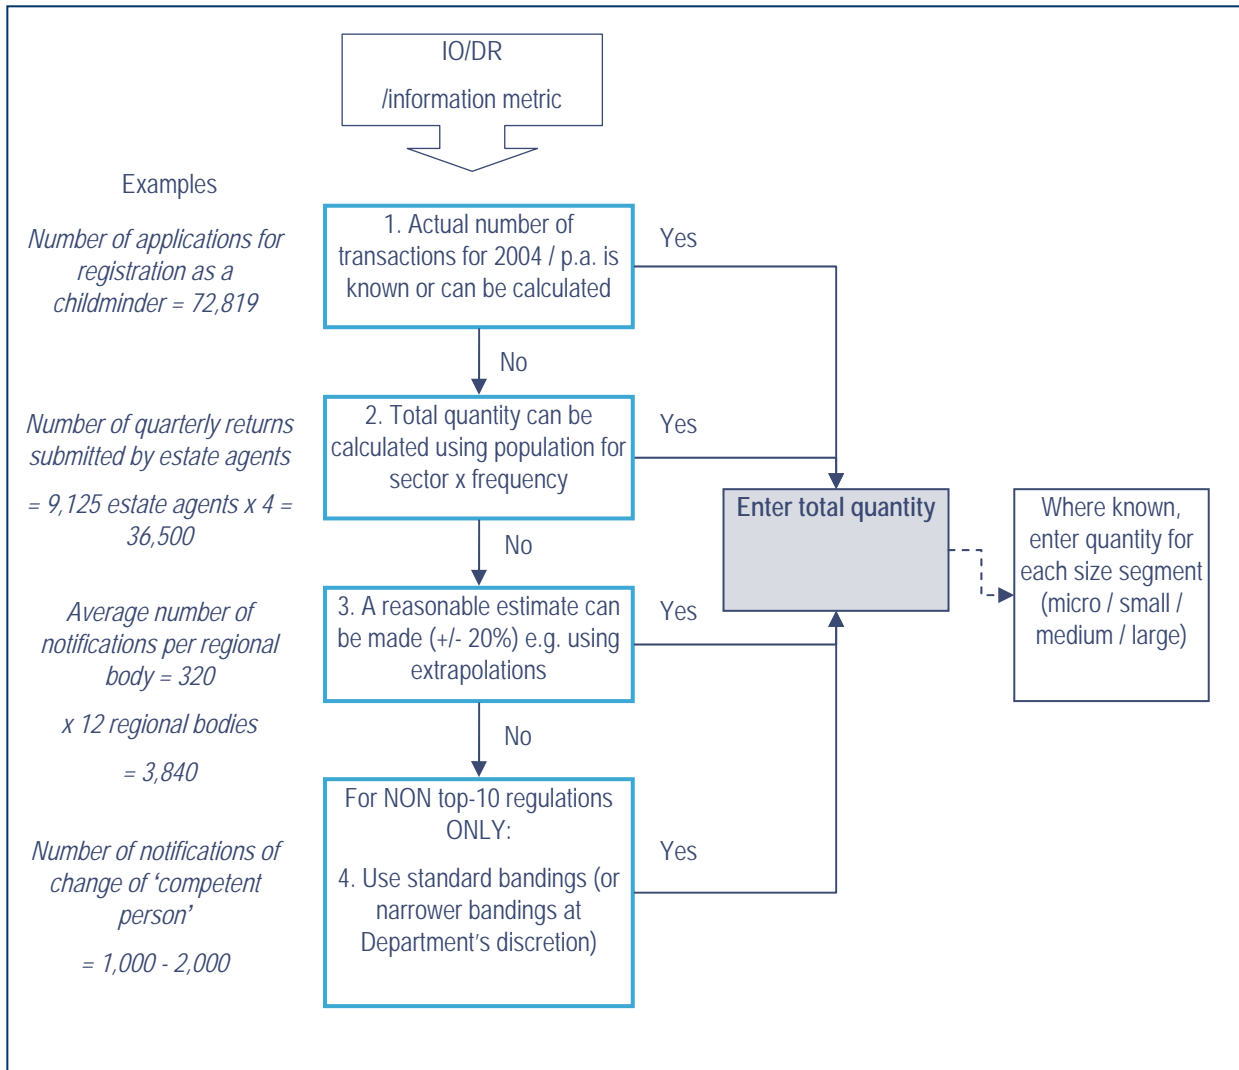 IO/DR
/information metric
Examples
Number of applications for
registration as a
childminder = 72,819
1. Actual number of
transactions for 2004 / p.a. is
known or can be calculated
Yes
No
Number of quarterly returns
submitted by estate agents
= 9,125 estate agents x 4 =
36,500
2. Total quantity can be
calculated using population for
sector x frequency
Yes
Enter total quantity
Where known,
enter quantity for
each size segment
(micro / small /
medium / large)
No
Average number of
notifications per regional
body = 320
x 12 regional bodies
= 3,840
3. A reasonable estimate can
be made (+/- 20%) e.g. using
extrapolations
Yes
No
Number of notifications of
change of ‘competent
person’
= 1,000 - 2,000
For NON top-10 regulations
ONLY:
4. Use standard bandings (or
narrower bandings at
Department’s discretion)
Yes